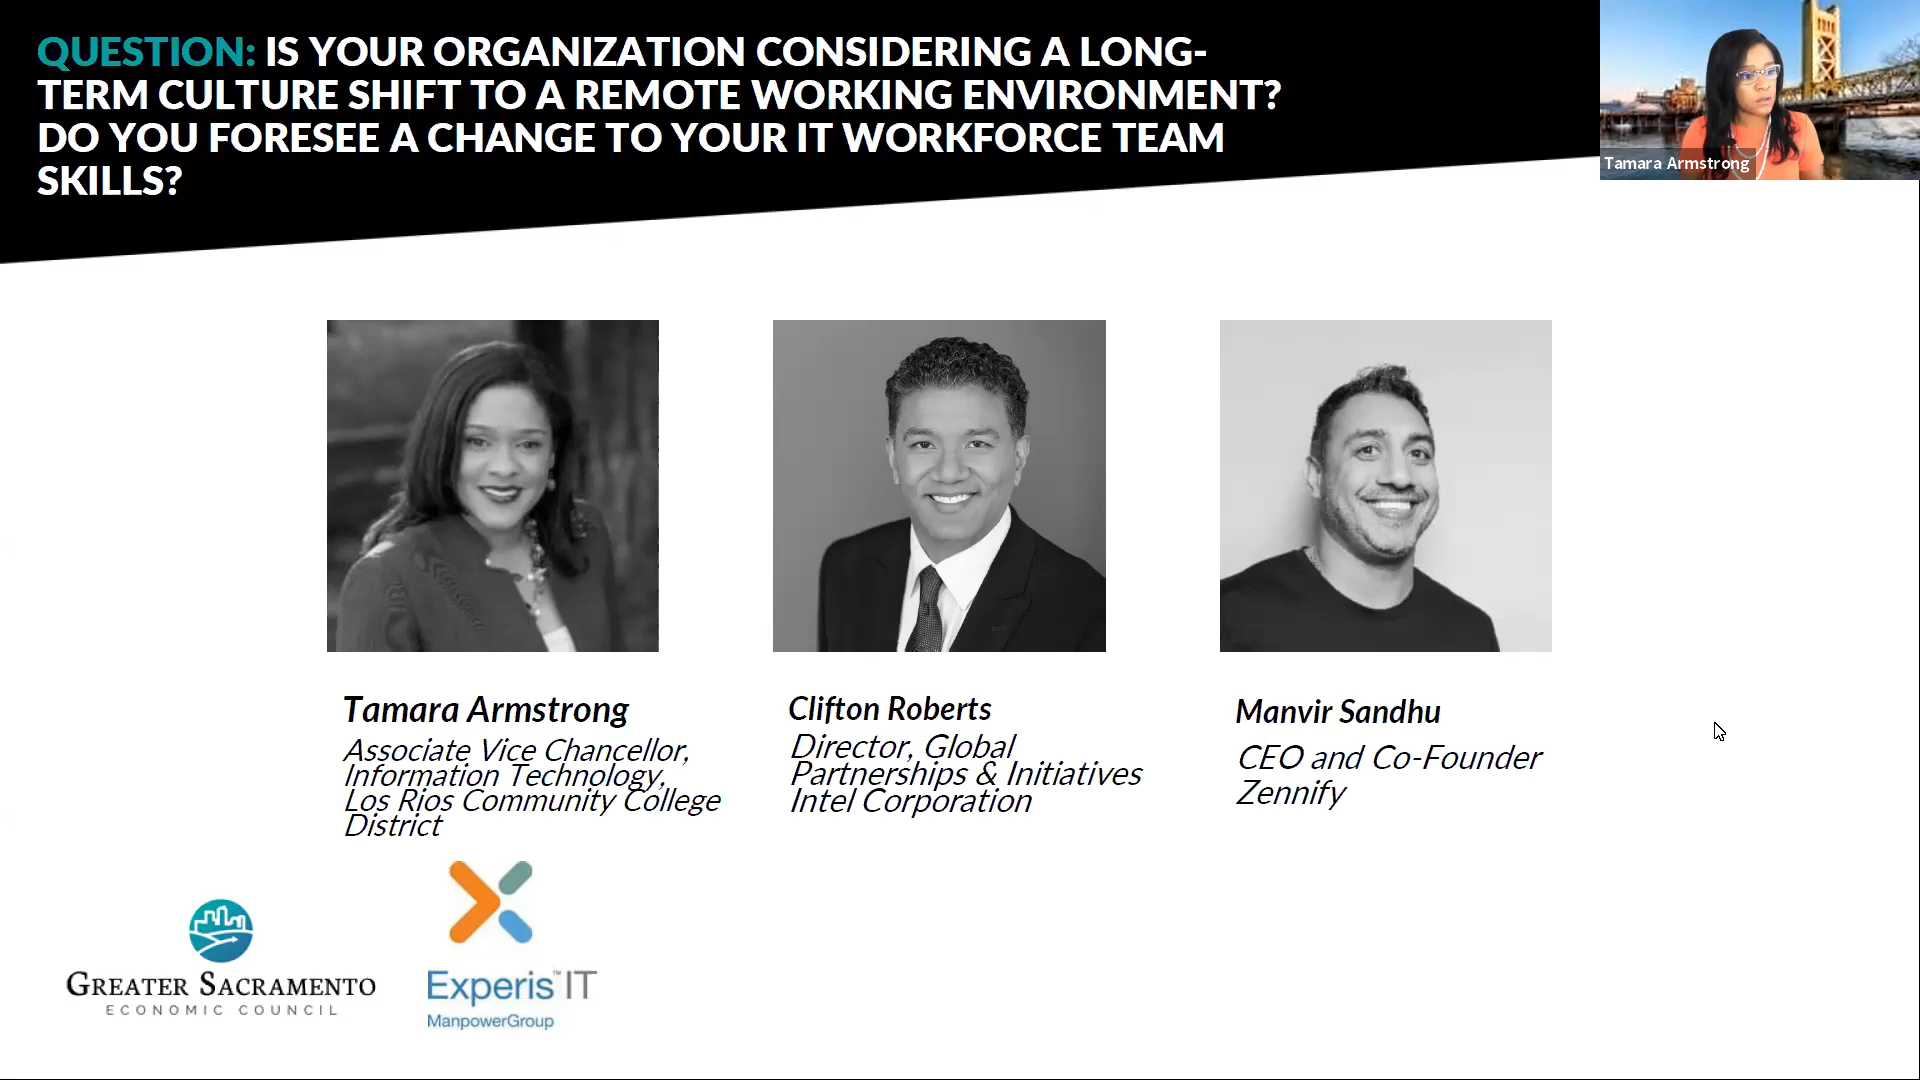 QUESTION: IS YOUR ORGANIZATION CONSIDERING A LONG-
TERM CULTURE SHIFT TO A REMOTE WORKING ENVIRONMENT?
DO YOU FORESEE A CHANGE TO YOUR IT WORKFORCE TEAM
SKILLS?
Tamara Armstrong
Tamara Armstrong
Associate Vice Chancellor,
Information Technology,
Los Rios Community College
District
Clifton Roberts
Director, Global
Partnerships & Initiatives
Intel Corporation
Manvir Sandhu
CEO and Co-Founder
Zennify
GREATER SACRAMENTO
ECONOMIC COUNCIL
Experis™ IT
ManpowerGroup